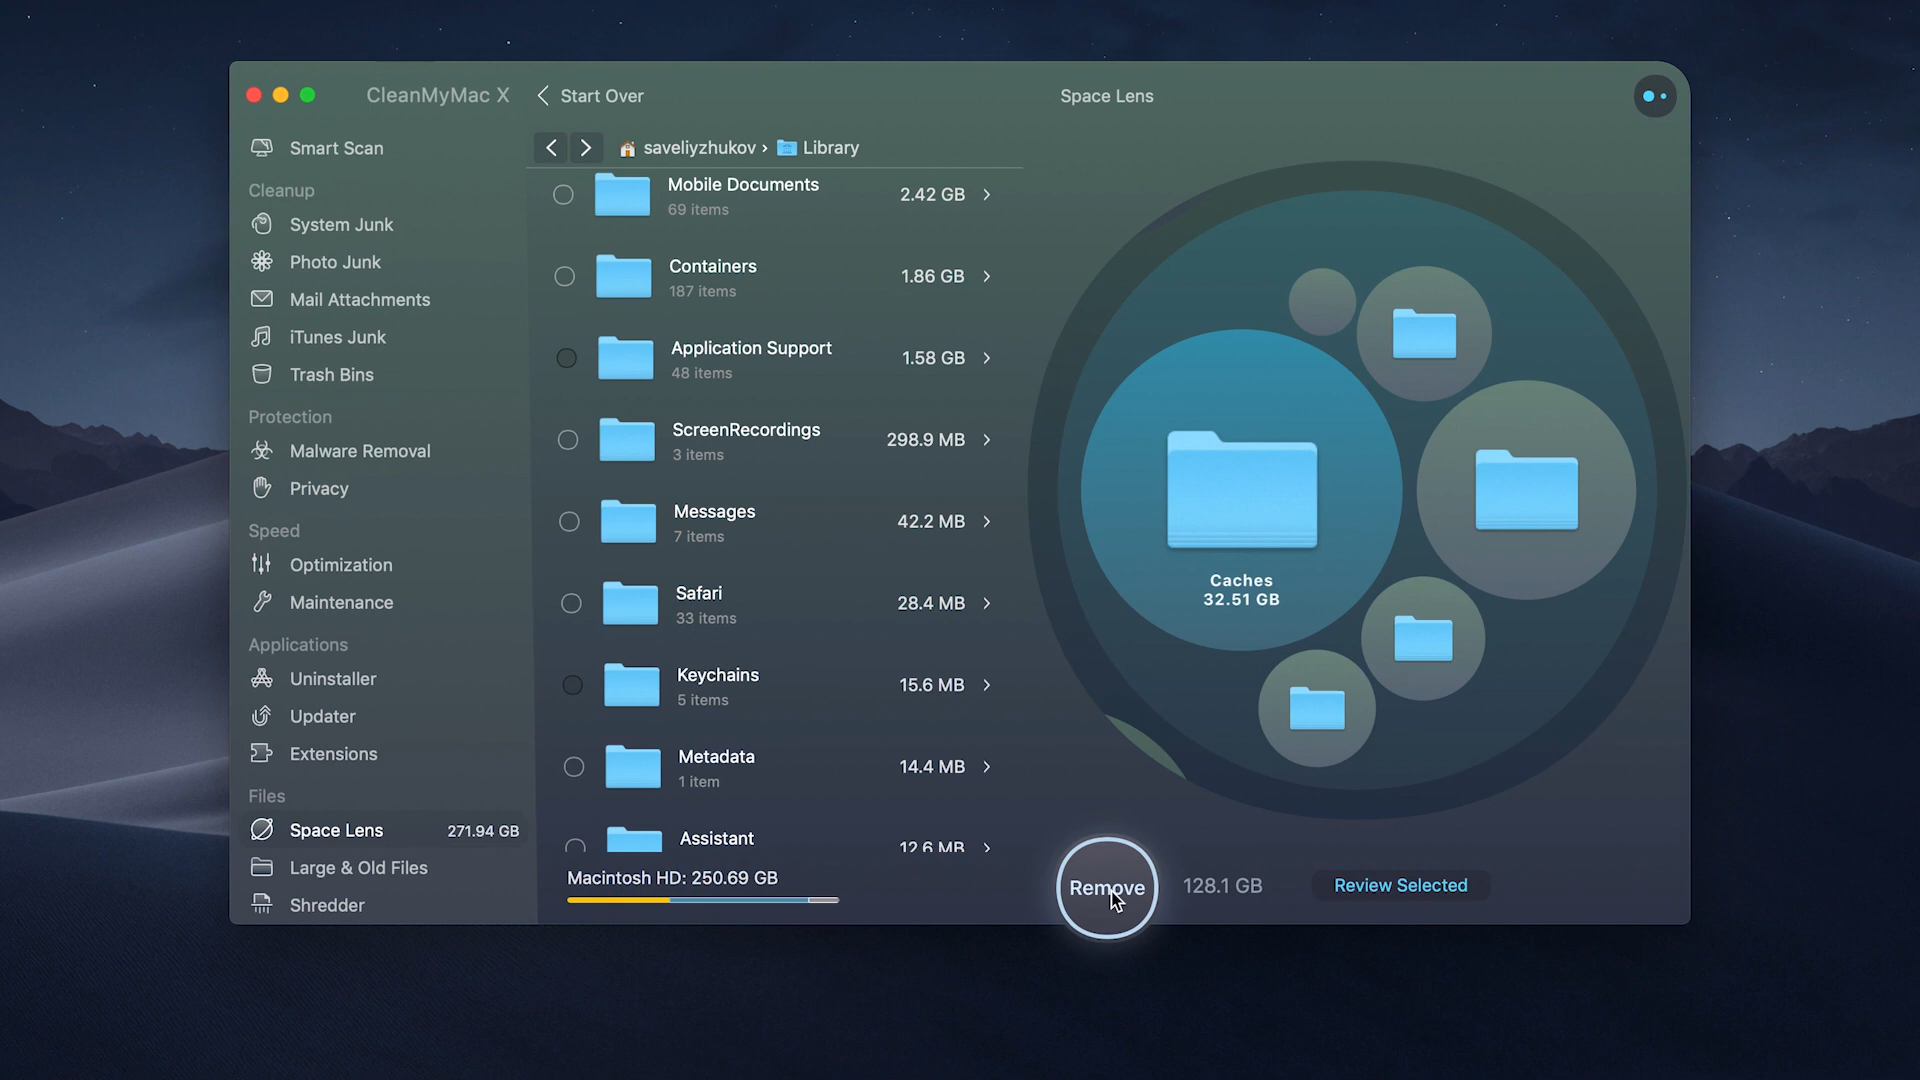 CleanMyMac X
Start Over
Space Lens
Smart Scan
Cleanup
System Junk
Photo Junk
Mail Attachments
iTunes Junk
Trash Bins
Protection
Malware Removal
Privacy
Speed
Optimization
Maintenance
Applications
Uninstaller
Updater
Extensions
Files
Space Lens 271.94 GB
Large & Old Files
Shredder
saveliyzhukov › Library
Mobile Documents 2.42 GB
69 items
Containers 1.86 GB
187 items
Application Support 1.58 GB
48 items
ScreenRecordings 298.9 MB
3 items
Messages 42.2 MB
7 items
Safari 28.4 MB
33 items
Keychains 15.6 MB
5 items
Metadata 14.4 MB
1 item
Assistant 12.6 MB
Macintosh HD: 250.69 GB
Caches
32.51 GB
Remove
128.1 GB
Review Selected